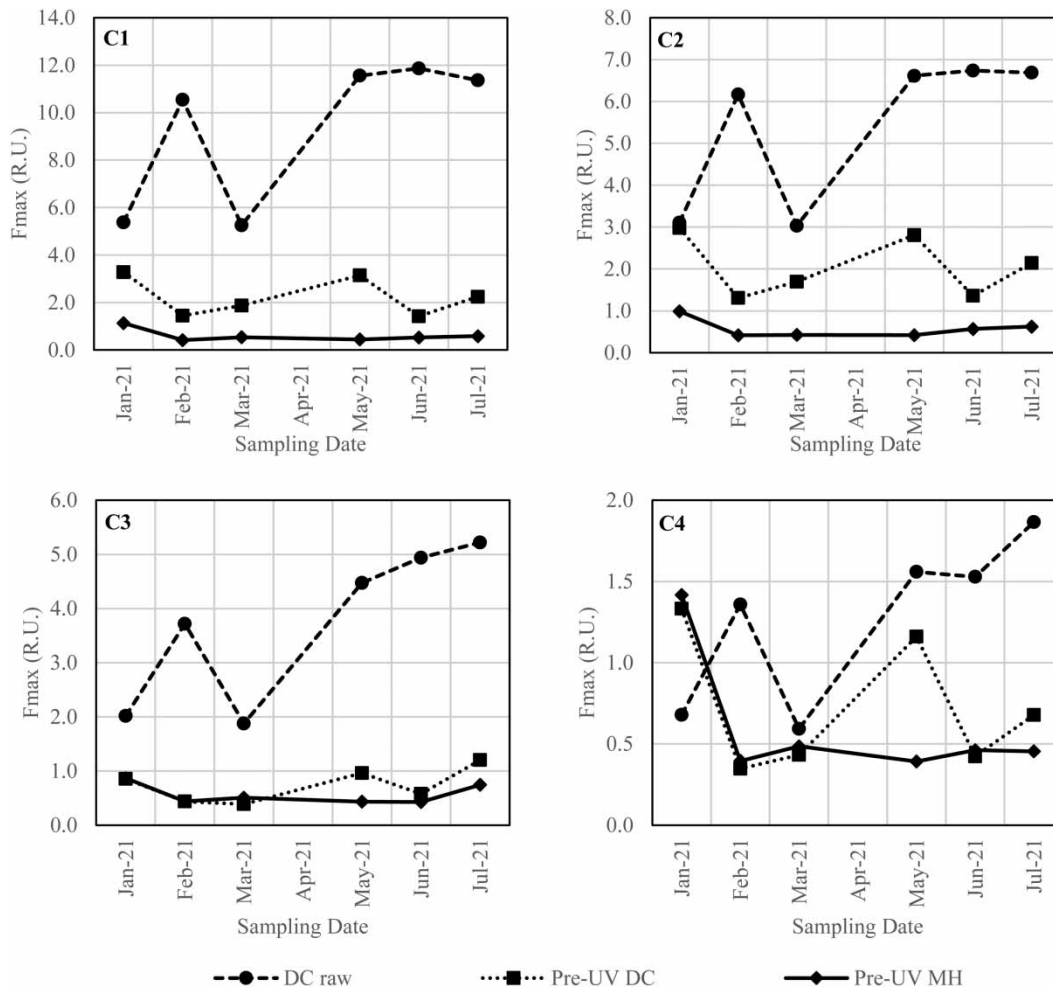 C1
14.0
12.0
10.0
8.0
6.0
4.0
2.0
0.0
Fmax (R.U.)
Jan-21
Feb-21
Mar-21
Apr-21
May-21
Jun-21
Jul-21
Sampling Date
C2
8.0
7.0
6.0
5.0
4.0
3.0
2.0
1.0
0.0
Fmax (R.U.)
Jan-21
Feb-21
Mar-21
Apr-21
May-21
Jun-21
Jul-21
Sampling Date
C3
6.0
5.0
4.0
3.0
2.0
1.0
0.0
Fmax (R.U.)
Jan-21
Feb-21
Mar-21
Apr-21
May-21
Jun-21
Jul-21
Sampling Date
C4
2.0
1.5
1.0
0.5
0.0
Fmax (R.U.)
Jan-21
Feb-21
Mar-21
Apr-21
May-21
Jun-21
Jul-21
Sampling Date
DC raw Pre-UV DC Pre-UV MH